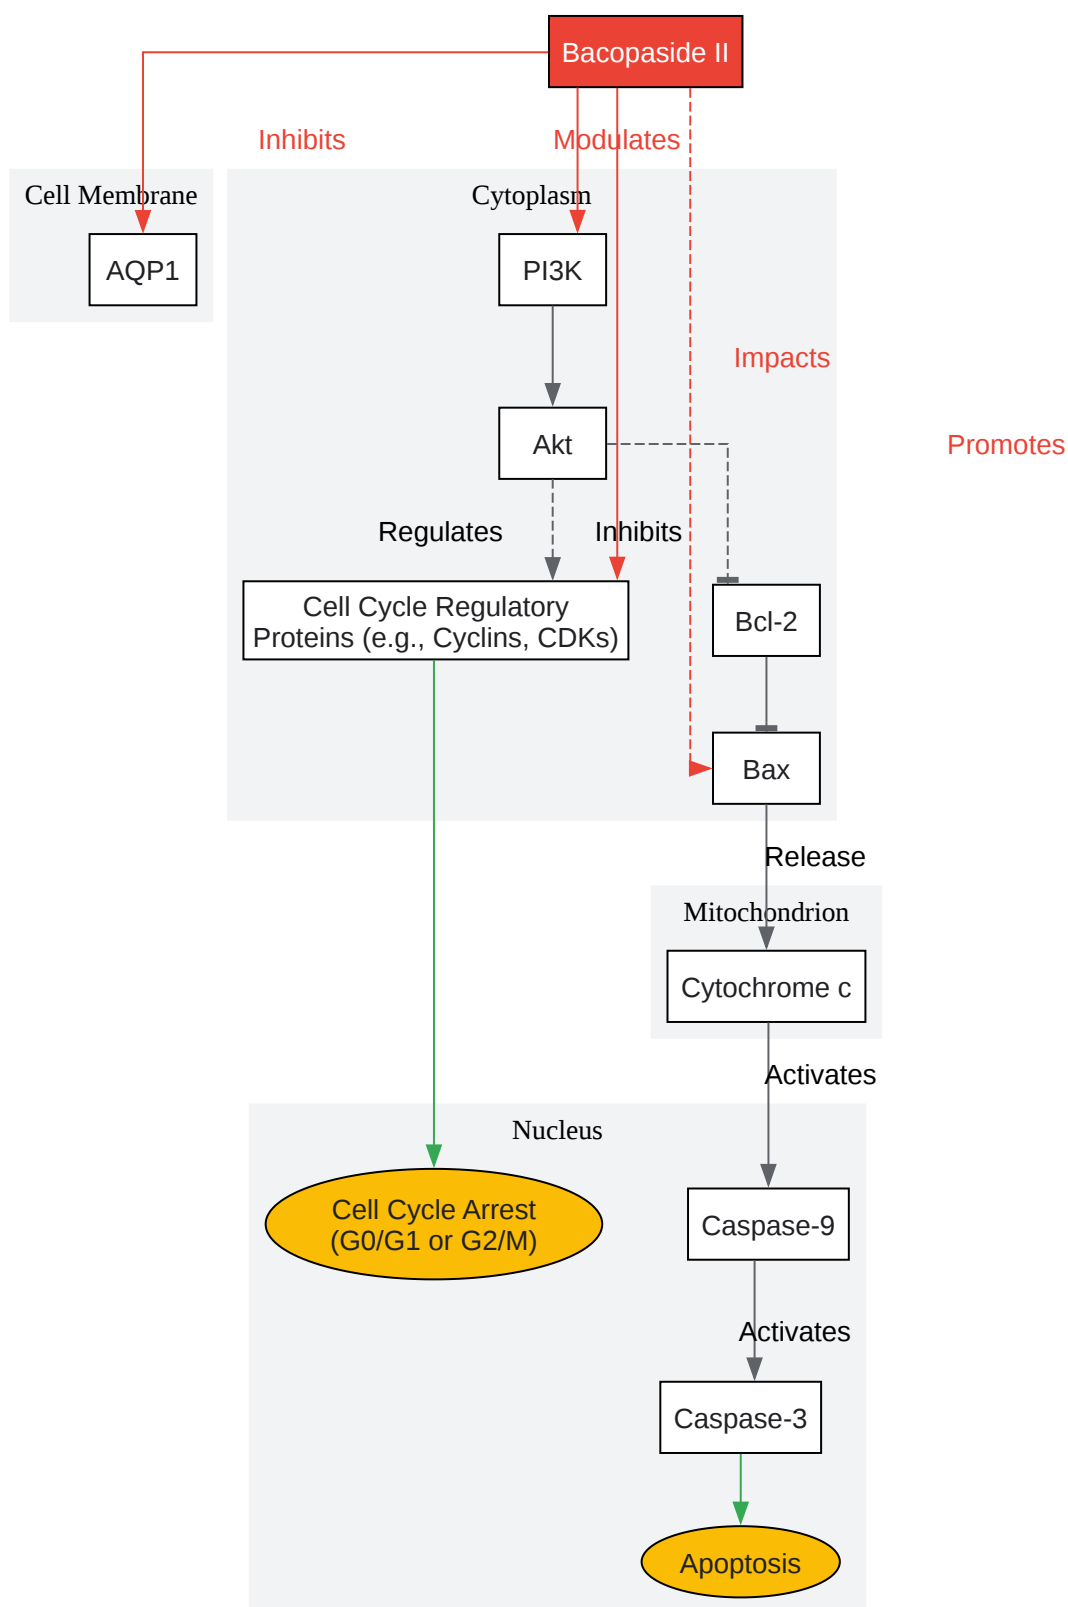 Bacopaside II
Inhibits
Modulates
Cell Membrane
Cytoplasm
AQP1
PI3K
Impacts
Akt
Promotes
Regulates
Inhibits
Cell Cycle Regulatory
Proteins (e.g., Cyclins, CDKs)
Bcl-2
Bax
Release
Mitochondrion
Cytochrome c
Activates
Nucleus
Cell Cycle Arrest
(G0/G1 or G2/M)
Caspase-9
Activates
Caspase-3
Apoptosis